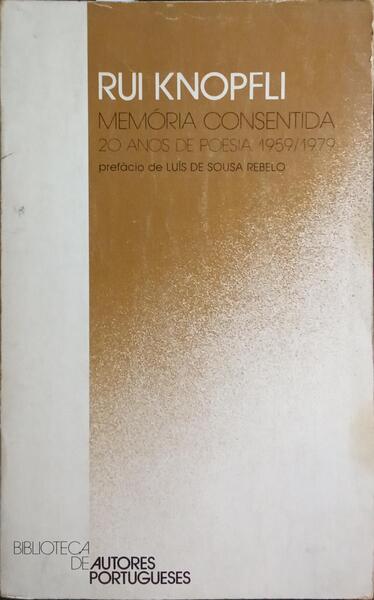 RUI KNOPFLI
MEMÓRIA CONSENTIDA
20 ANOS DE POESIA 1959/1979
prefácio de LUÍS DE SOUSA REBELO
BIBLIOTECA
DE AUTORES
PORTUGUESES